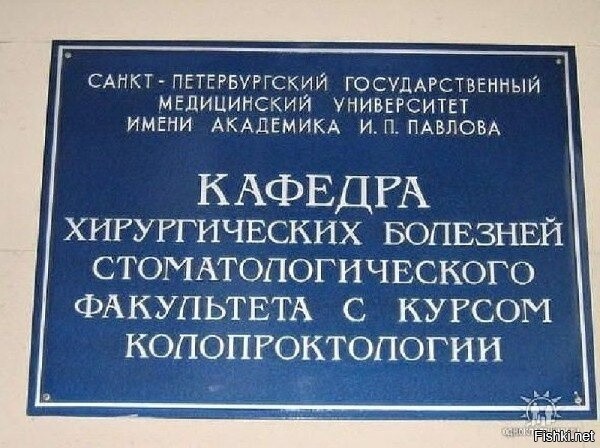 САНКТ-ПЕТЕРБУРГСКИЙ ГОСУДАРСТВЕННЫЙ
МЕДИЦИНСКИЙ УНИВЕРСИТЕТ
ИМЕНИ АКАДЕМИКА И. П. ПАВЛОВА
КАФЕДРА
ХИРУРГИЧЕСКИХ БОЛЕЗНЕЙ
СТОМАТОЛОГИЧЕСКОГО
ФАКУЛЬТЕТА С КУРСОМ
КОЛОПРОКТОЛОГИИ
Fishki.net